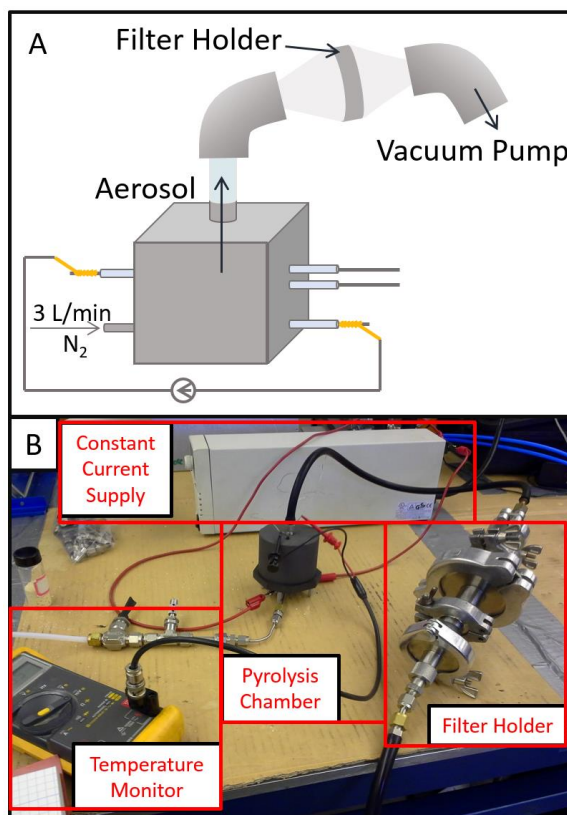 A
Filter Holder
Vacuum Pump
Aerosol
3 L/min
N₂
B
Constant
Current
Supply
Pyrolysis
Chamber
Filter Holder
Temperature
Monitor